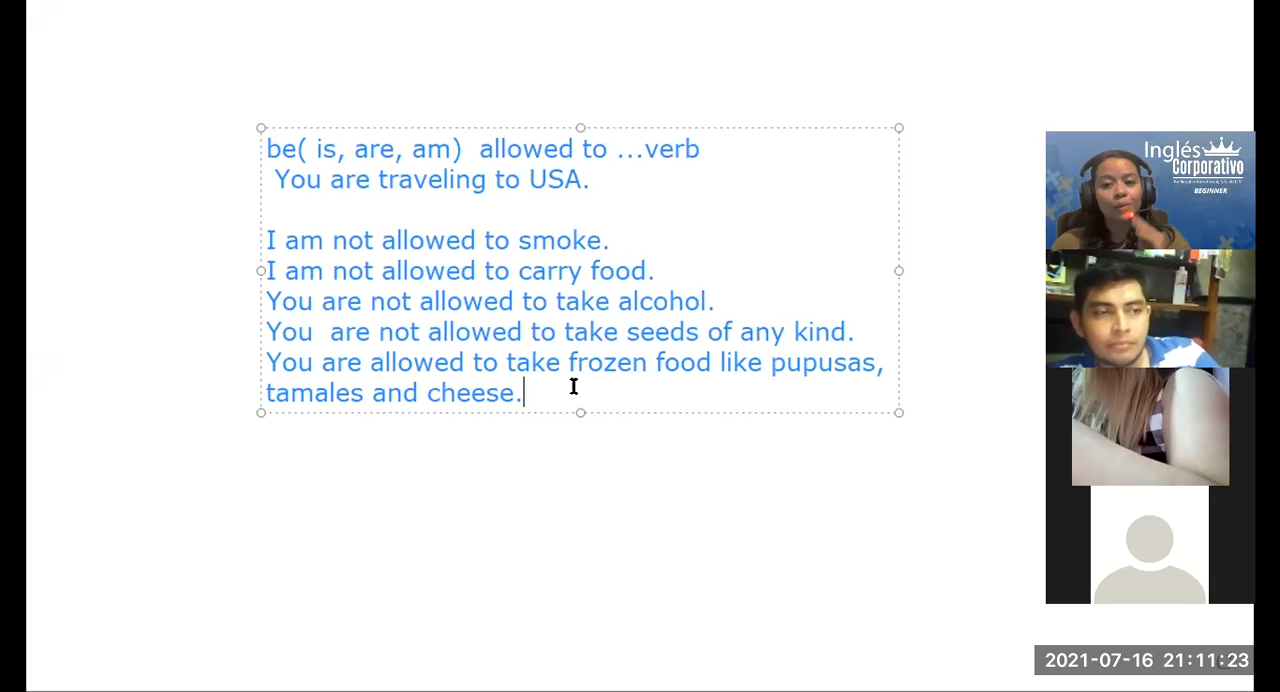 be( is, are, am)  allowed to ...verb
You are traveling to USA.
I am not allowed to smoke.
I am not allowed to carry food.
You are not allowed to take alcohol.
You  are not allowed to take seeds of any kind.
You are allowed to take frozen food like pupusas,
tamales and cheese.
Inglés
Corporativo
BEGINNER
2021-07-16 21:11:23